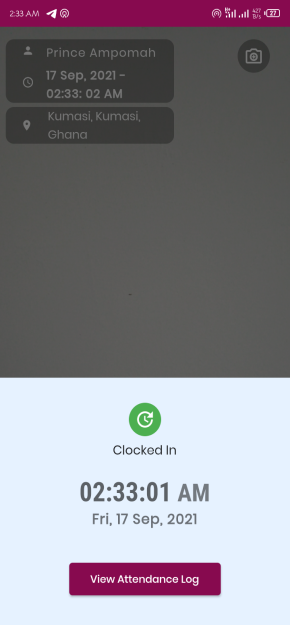 2:33 AM
27
Prince Ampomah
17 Sep, 2021 -
02:33: 02 AM
Kumasi, Kumasi,
Ghana
Clocked In
02:33:01 AM
Fri, 17 Sep, 2021
View Attendance Log